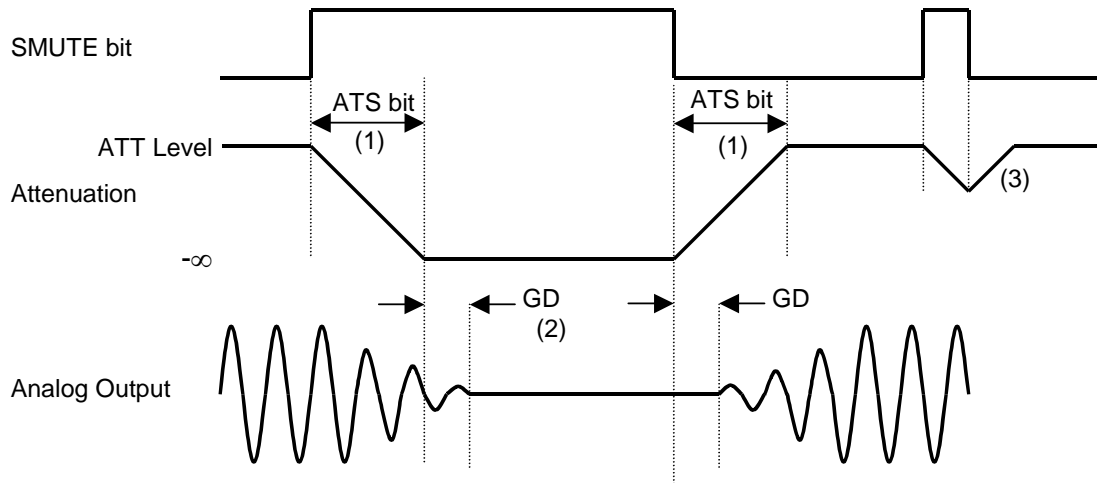 SMUTE bit
ATS bit
(1)
ATS bit
(1)
ATT Level
(3)
Attenuation
-∞
GD
(2)
GD
Analog Output